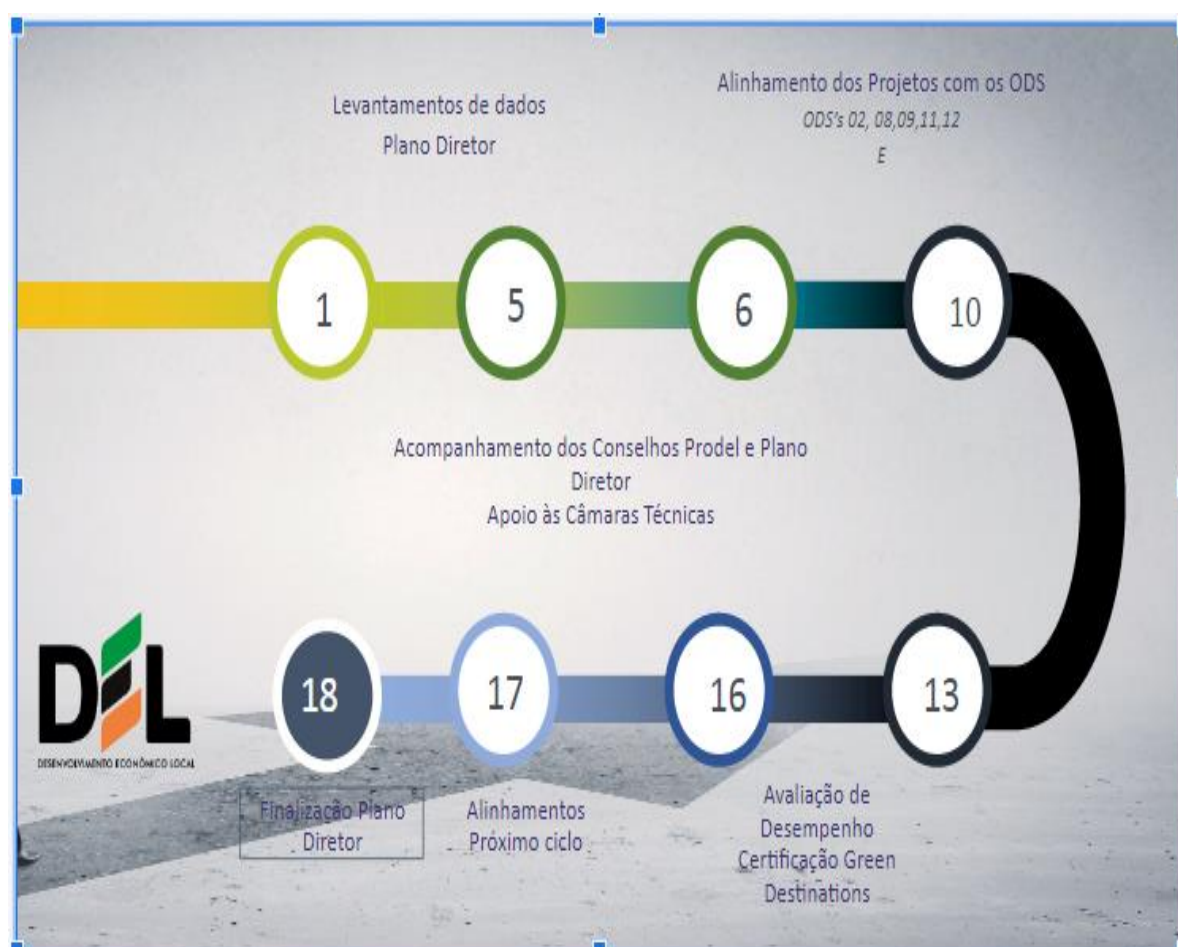 Levantamentos de dados
Plano Diretor
Alinhamento dos Projetos com os ODS
ODS's 02, 08,09,11,12
E
1
5
6
10
Acompanhamento dos Conselhos Prodel e Plano
Diretor
Apoio às Câmaras Técnicas
DEL
DESENVOLVIMENTO ECONÔMICO LOCAL
18
17
16
13
Finalização Plano
Diretor
Alinhamentos
Próximo ciclo
Avaliação de
Desempenho
Certificação Green
Destinations